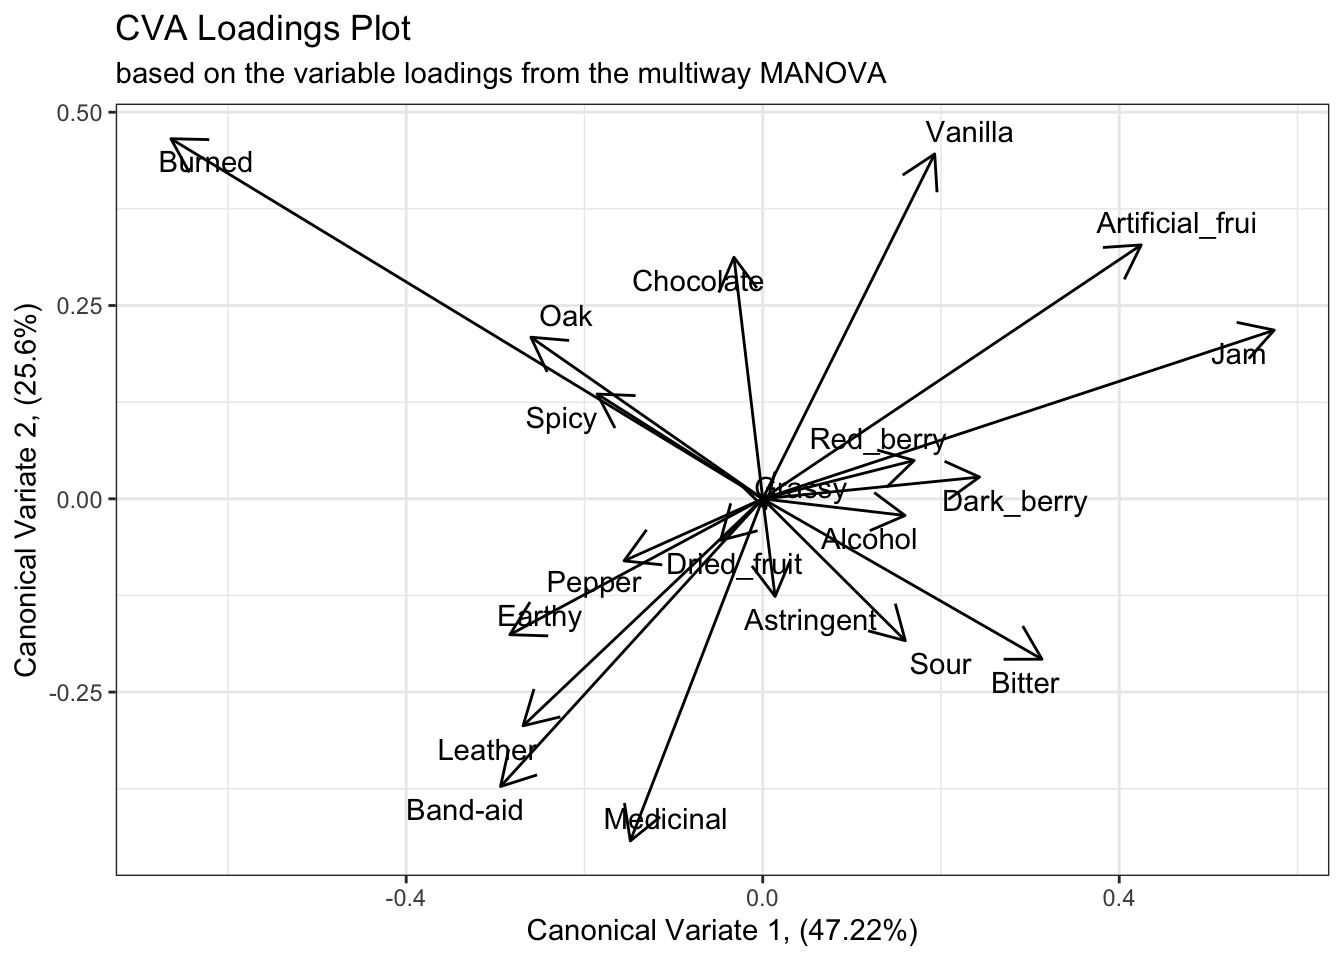 CVA Loadings Plot
based on the variable loadings from the multiway MANOVA
0.50
Vanilla
Burned
Artificial_frui
Chocolate
0.25
Oak
Jam
Spicy
Red_berry
Grassy
0.00
Dark_berry
Alcohol
Dried_fruit
Pepper
Earthy
Astringent
Sour
Bitter
-0.25
Leather
Band-aid
Medicinal
Canonical Variate 2, (25.6%)
-0.4
0.0
0.4
Canonical Variate 1, (47.22%)